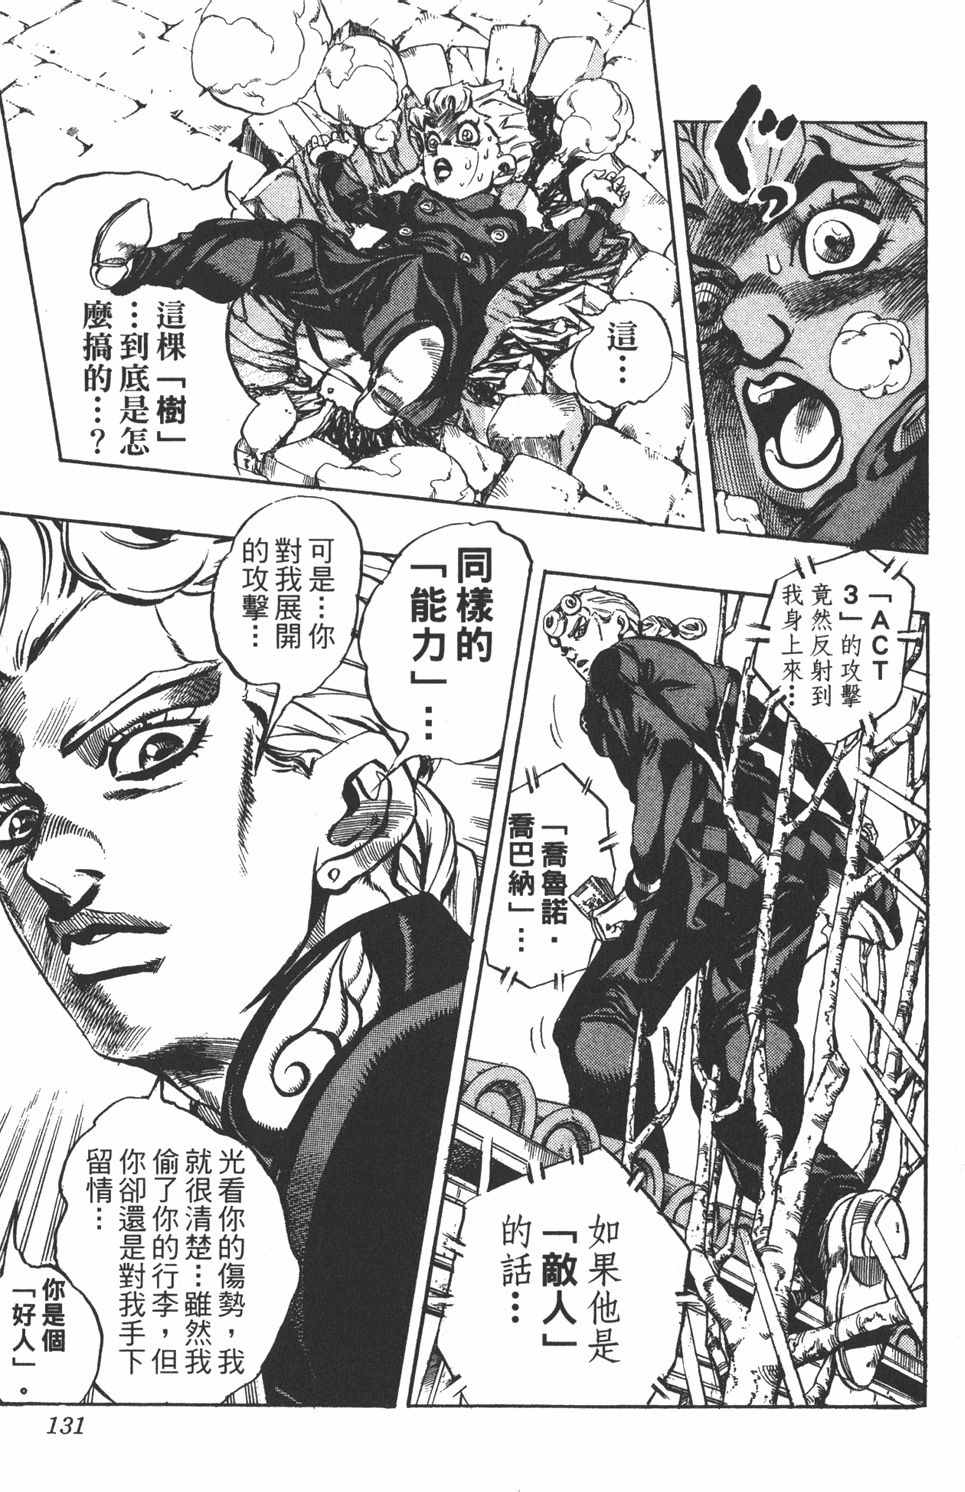 ドドッ
這…
這棵「樹」
…到底是怎
麼搞的…？
「ACT
3」的攻擊
竟然反射到
我身上來…
「喬魯諾．
喬巴納」…
如果他是
「敵人」
的話…
同樣的
「能力」…
可是…你
對我展開
的攻擊…
光看你的傷勢，我
就很清楚…雖然我
偷了你的行李，但
你卻還是對我手下
留情…
你是個
「好人」。
131